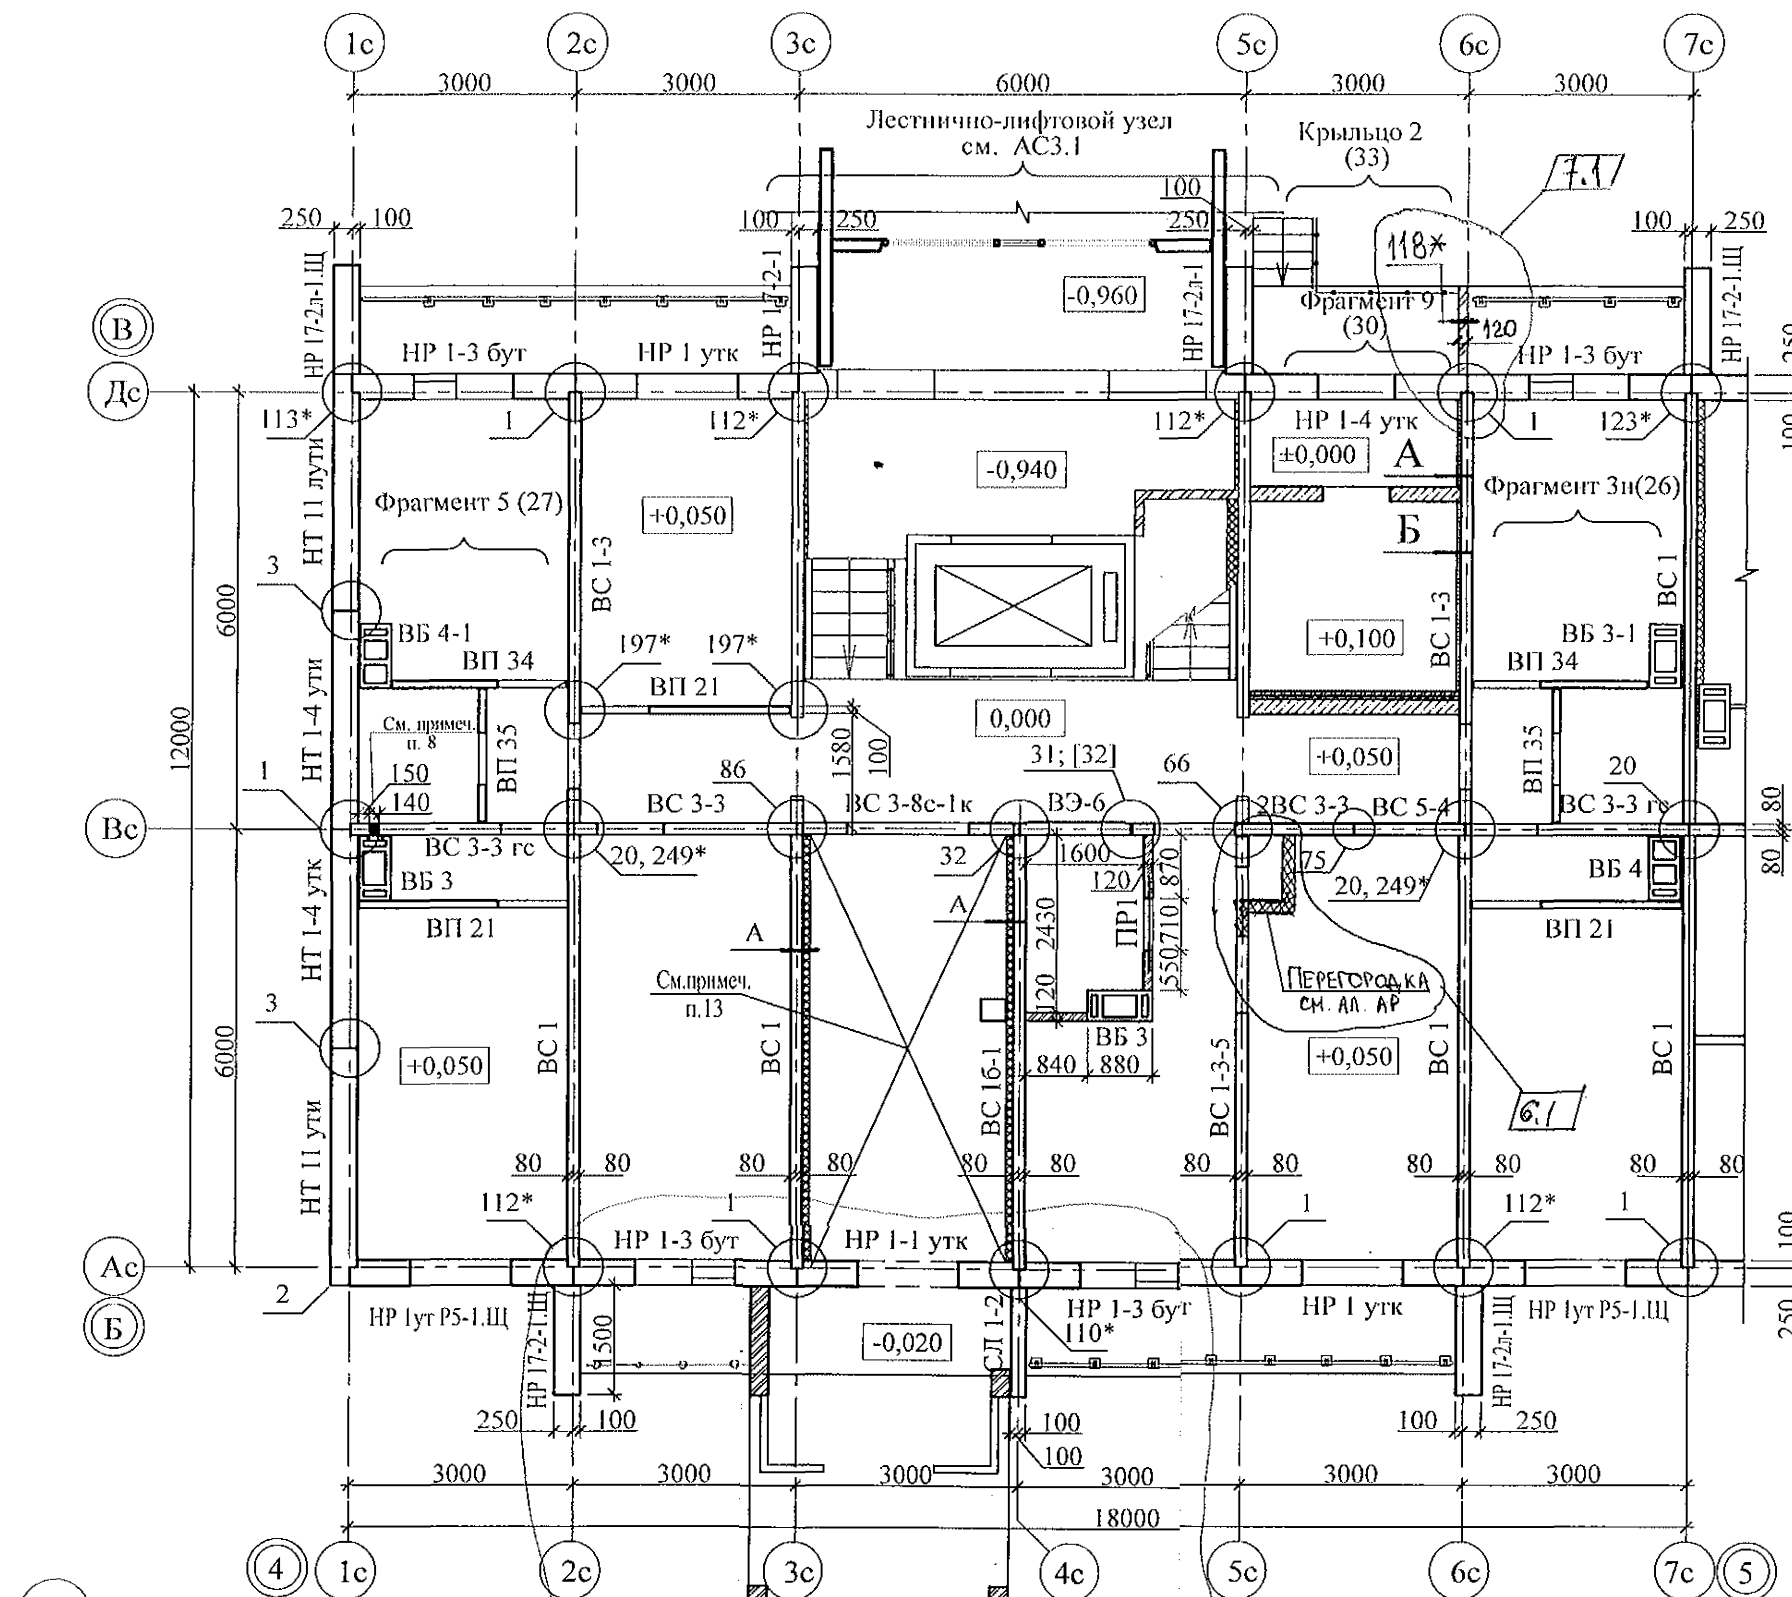 1с 2с 3с 5с 6с 7с
3000 3000 6000 3000 3000
Лестнично-лифтовой узел
см. АС3.1
Крыльцо 2
(33)
7.1
250 100 100 250 100 250 100 250
118*
НР 17-2л-1.Щ
НР 17-2-1
НР 17-2л-1
НР 17-2-1.Щ
-0,960
Фрагмент 9
(30)
120
В
НР 1-3 бут НР 1 утк НР 1-3 бут
250
Дс
113* 1 112* 112* НР 1-4 утк 1 123*
100
±0,000
А
НТ 11 лути
-0,940
Фрагмент 5 (27)
Фрагмент 3н(26)
+0,050
Б
ВС 1-3
ВС 1
3
6000
ВБ 4-1
197* 197*
+0,100
ВС 1-3
ВБ 3-1
ВП 34
ВП 21
ВП 34
12000
НТ 1-4 ути
См. примеч.
п. 8
0,000
ВП 35
1580
100
31; [32]
+0,050
ВП 35
1
150
86
66
20
140
ВС 3-3
ВС 3-8с-1к
ВЭ-6
2ВС 3-3
ВС 5-4
ВС 3-3 гс
80
Вс
ВС 3-3 гс
20, 249*
32
1600
75
20, 249*
80
НТ 1-4 утк
ВБ 3
120
870
ВБ 4
ВП 21
А
А
2430
ПР1
710
ВП 21
См.примеч.
п.13
550
ПЕРЕГОРОДКА
СМ. АЛ. АР
120
3
+0,050
ВС 1
ВС 1
ВС 1б-1
ВБ 3
840 880
ВС 1-3-5
+0,050
ВС 1
ВС 1
6000
6.1
НТ 11 ути
80 80 80 80 80 80 80 80 80 80 80 80
112* 1 1 112* 1
НР 1-3 бут НР 1-1 утк
100
Ас
2
НР 1ут Р5-1.Щ
НР 17-2-1.Щ
1500
-0,020
СЛ 1-2
НР 1-3 бут
110*
НР 1 утк
НР 17-2л-1.Щ
НР 1ут Р5-1.Щ
250
Б
250 100 100 100 250
100
3000 3000 3000 3000 3000 3000
18000
4 1с 2с 3с 4с 5с 6с 7с 5